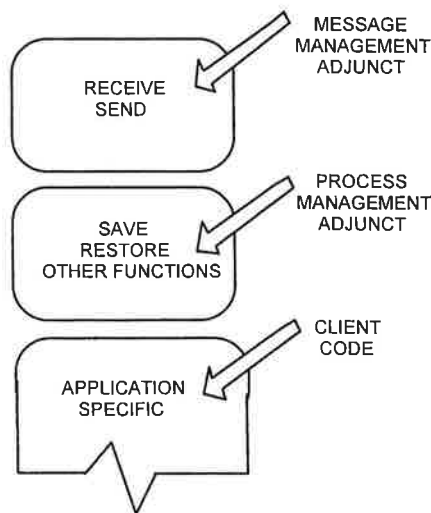 MESSAGE
MANAGEMENT
ADJUNCT
RECEIVE
SEND
PROCESS
MANAGEMENT
ADJUNCT
SAVE
RESTORE
OTHER FUNCTIONS
CLIENT
CODE
APPLICATION
SPECIFIC